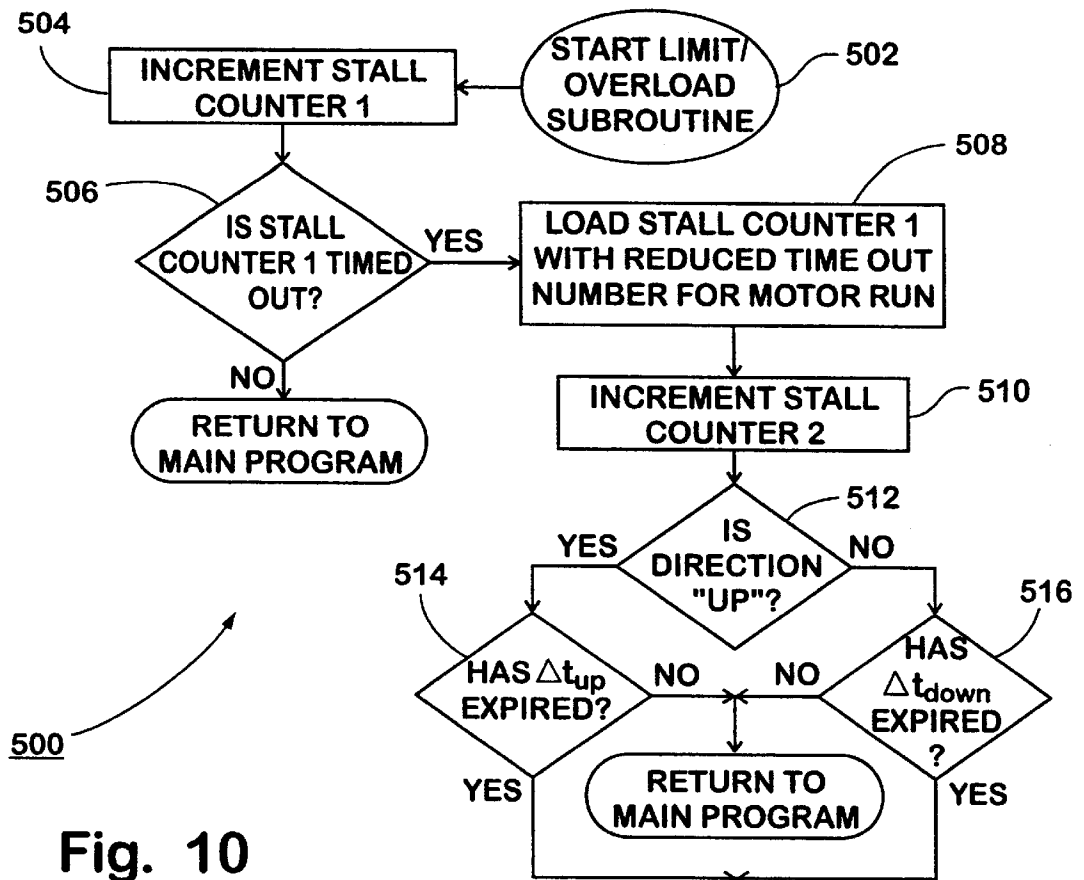 504
INCREMENT STALL
COUNTER 1
START LIMIT/
OVERLOAD
SUBROUTINE
502
506
IS STALL
COUNTER 1 TIMED
OUT?
YES
508
LOAD STALL COUNTER 1
WITH REDUCED TIME OUT
NUMBER FOR MOTOR RUN
NO
RETURN TO
MAIN PROGRAM
INCREMENT STALL
COUNTER 2
510
512
IS
DIRECTION
"UP"?
YES
NO
514
HAS Δtup
EXPIRED?
NO
516
HAS
Δtdown
EXPIRED
?
NO
500
YES
RETURN TO
MAIN PROGRAM
YES
Fig. 10